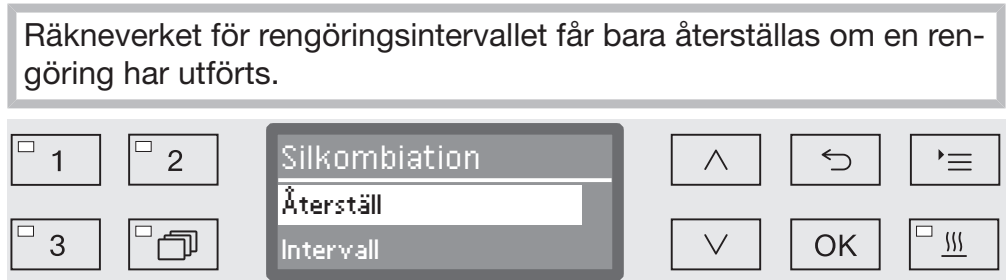 Räkneverket för rengöringsintervallet får bara återställas om en ren-
göring har utförts.
1
2
Silkombiation
Återställ
3
Intervall
OK